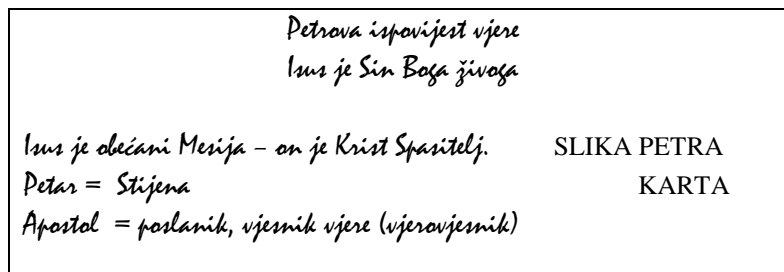 Petrova ispovijest vjere
Isus je Sin Boga živoga
Isus je obećani Mesija – on je Krist Spasitelj. SLIKA PETRA
Petar = Stijena KARTA
Apostol = poslanik, vjesnik vjere (vjerovjesnik)